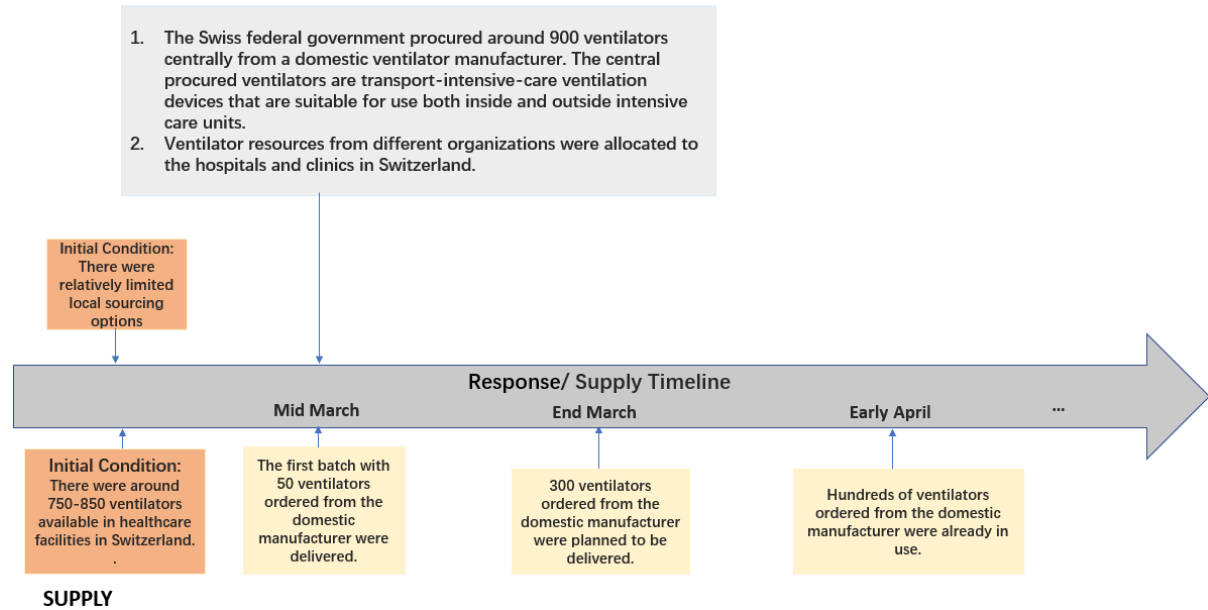 1. The Swiss federal government procured around 900 ventilators
centrally from a domestic ventilator manufacturer. The central
procured ventilators are transport-intensive-care ventilation
devices that are suitable for use both inside and outside intensive
care units.
2. Ventilator resources from different organizations were allocated to
the hospitals and clinics in Switzerland.
Initial Condition:
There were
relatively limited
local sourcing
options
Response/ Supply Timeline
Mid March
End March
Early April
...
Initial Condition:
There were around
750-850 ventilators
available in healthcare
facilities in Switzerland.
.
The first batch with
50 ventilators
ordered from the
domestic
manufacturer were
delivered.
300 ventilators
ordered from the
domestic manufacturer
were planned to be
delivered.
Hundreds of ventilators
ordered from the domestic
manufacturer were already in
use.
SUPPLY